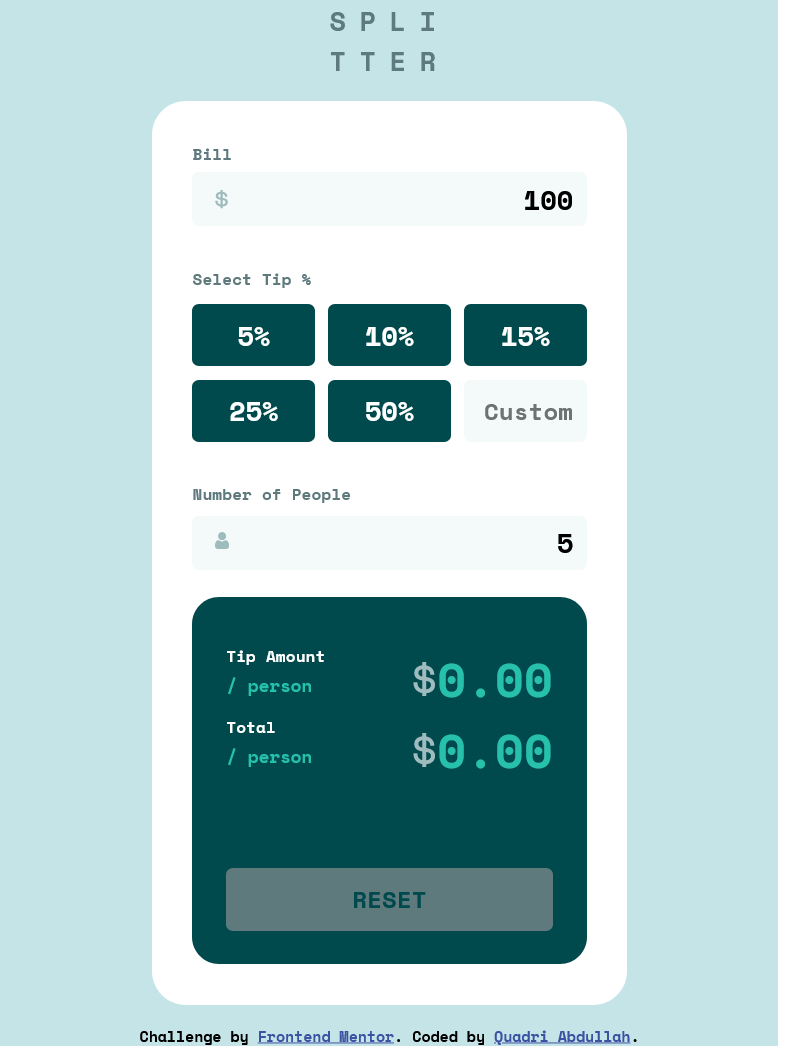 SPLI
TTER
Bill
$ 100
Select Tip %
5% 10% 15%
25% 50% Custom
Number of People
5
Tip Amount
/ person $0.00
Total
/ person $0.00
RESET
Challenge by Frontend Mentor. Coded by Quadri Abdullah.